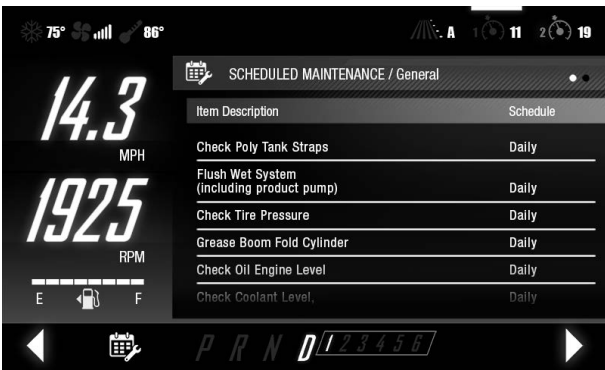 75° 86° A 1 11 2 19
SCHEDULED MAINTENANCE / General
14.3
MPH
1925
RPM
E F
Item Description Schedule
Check Poly Tank Straps Daily
Flush Wet System
(including product pump) Daily
Check Tire Pressure Daily
Grease Boom Fold Cylinder Daily
Check Oil Engine Level Daily
Check Coolant Level, Daily
P R N D 1 2 3 4 5 6